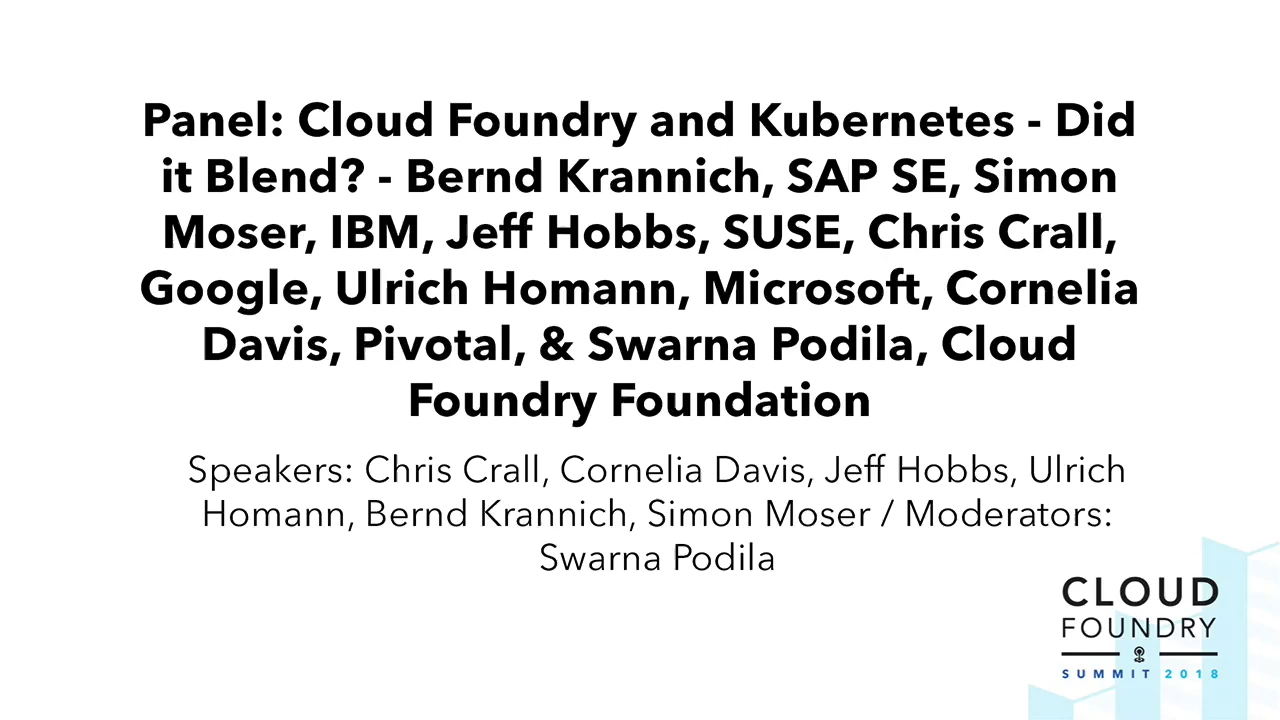 Panel: Cloud Foundry and Kubernetes - Did
it Blend? - Bernd Krannich, SAP SE, Simon
Moser, IBM, Jeff Hobbs, SUSE, Chris Crall,
Google, Ulrich Homann, Microsoft, Cornelia
Davis, Pivotal, & Swarna Podila, Cloud
Foundry Foundation
Speakers: Chris Crall, Cornelia Davis, Jeff Hobbs, Ulrich
Homann, Bernd Krannich, Simon Moser / Moderators:
Swarna Podila
CLOUD
FOUNDRY
SUMMIT 2018